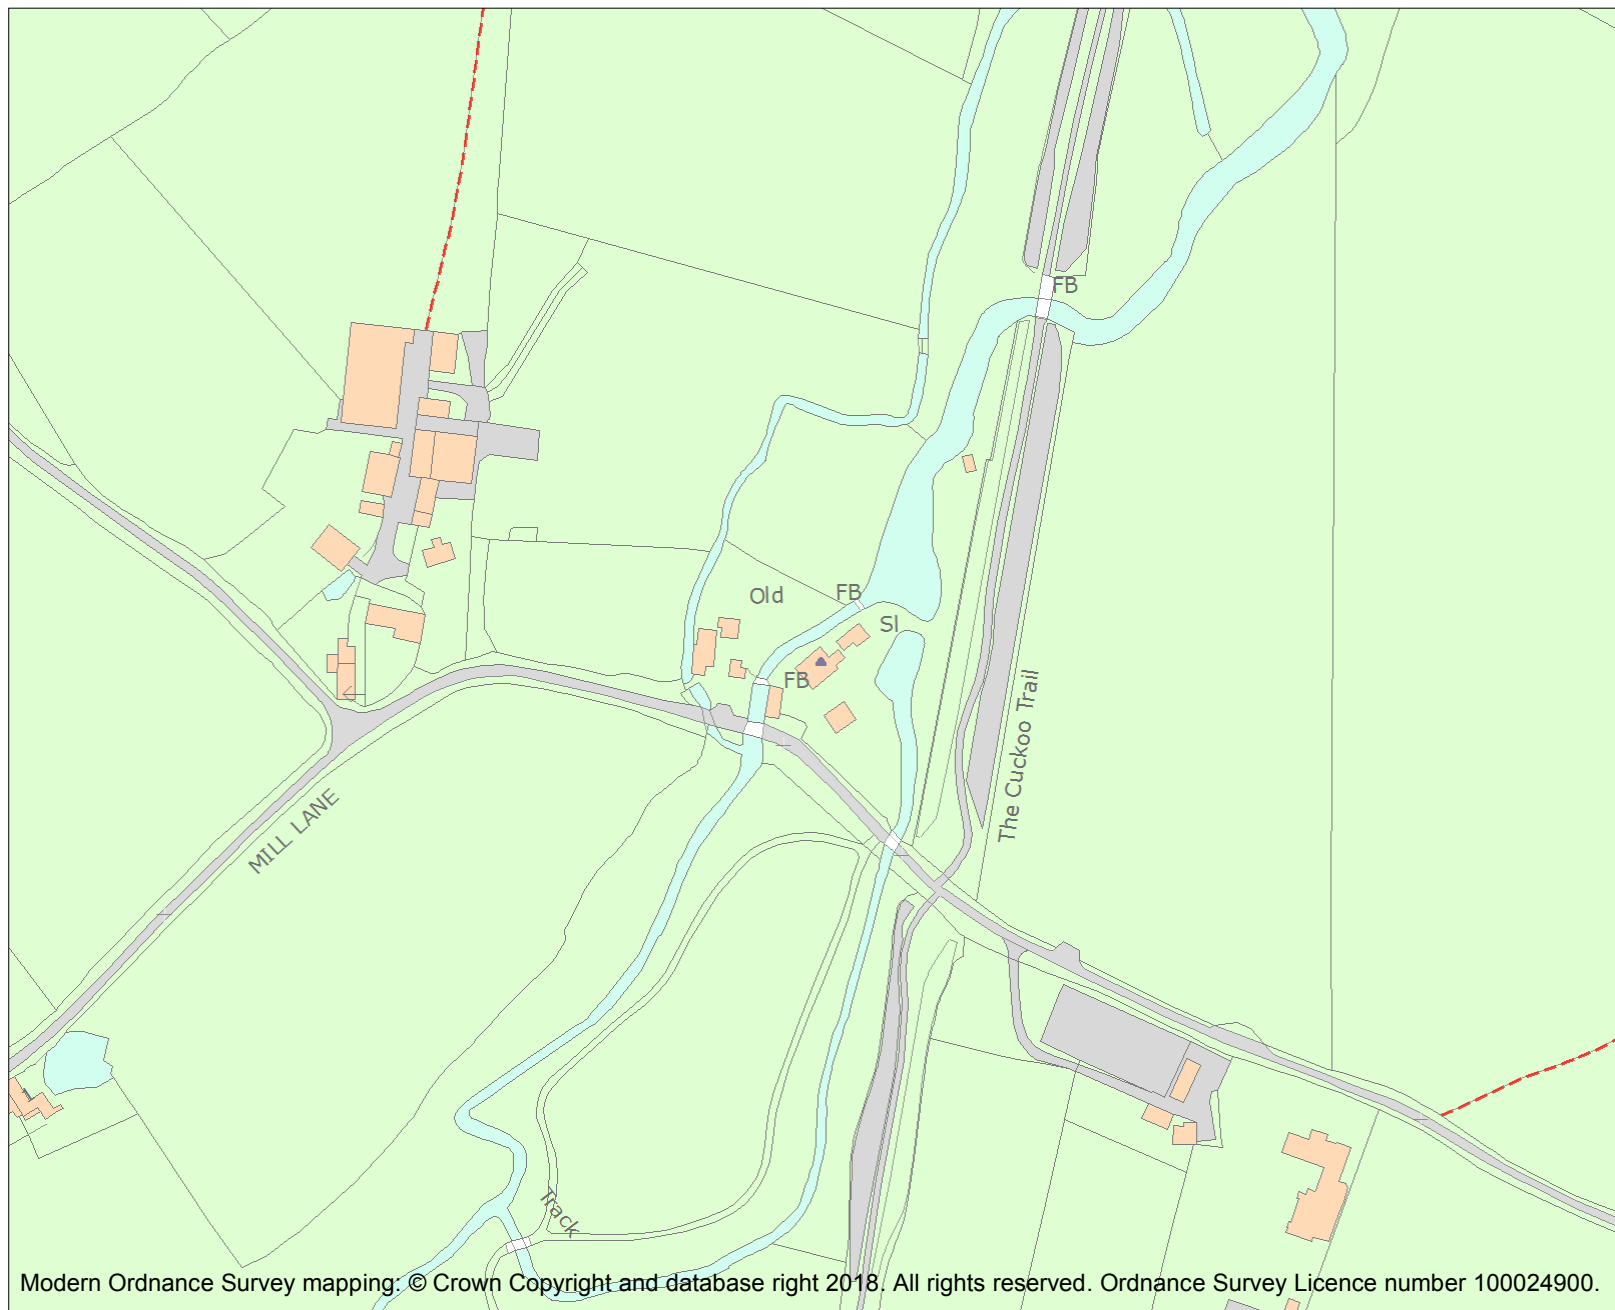 FB
Old
FB
Sl
FB
The Cuckoo Trail
MILL LANE
Track
Modern Ordnance Survey mapping: © Crown Copyright and database right 2018. All rights reserved. Ordnance Survey Licence number 100024900.